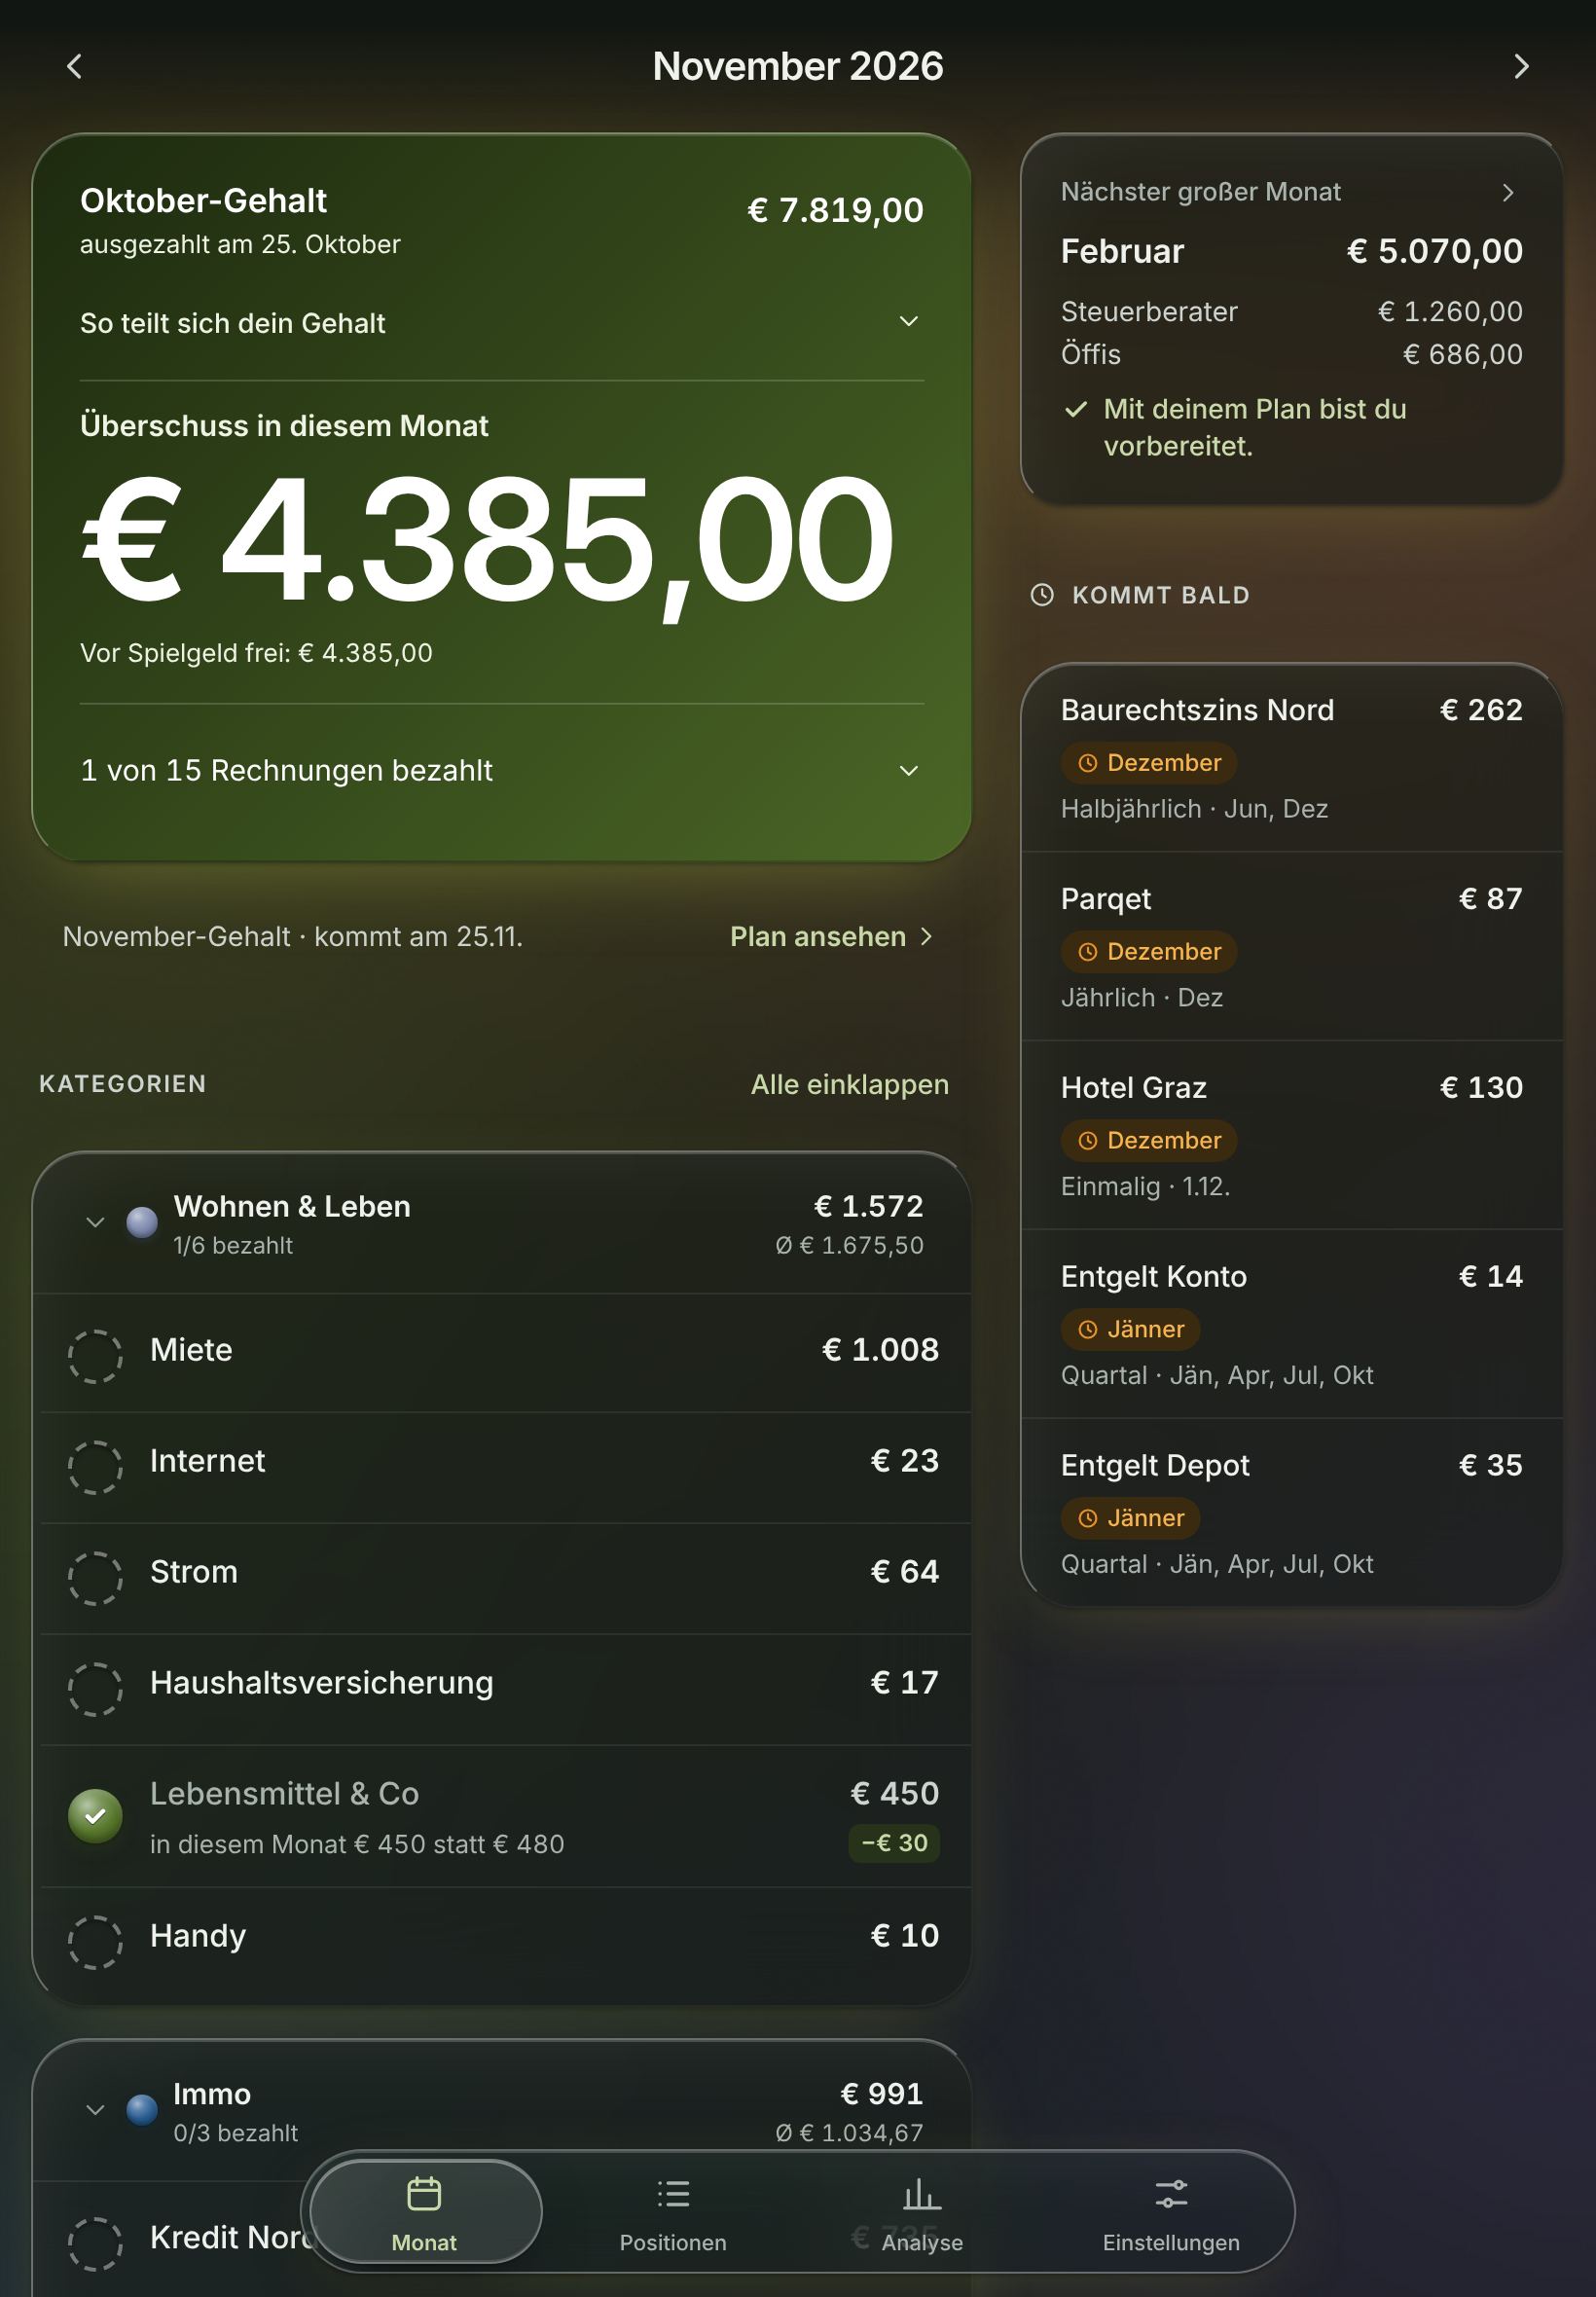 November 2026
Oktober-Gehalt
€ 7.819,00
ausgezahlt am 25. Oktober
So teilt sich dein Gehalt
Überschuss in diesem Monat
€ 4.385,00
Vor Spielgeld frei: € 4.385,00
1 von 15 Rechnungen bezahlt
November-Gehalt · kommt am 25.11.
Plan ansehen
KATEGORIEN
Alle einklappen
Wohnen & Leben
€ 1.572
1/6 bezahlt
Ø € 1.675,50
Miete
€ 1.008
Internet
€ 23
Strom
€ 64
Haushaltsversicherung
€ 17
Lebensmittel & Co
€ 450
in diesem Monat € 450 statt € 480
−€ 30
Handy
€ 10
Immo
€ 991
0/3 bezahlt
Ø € 1.034,67
Kredit Nord
€ 735
Nächster großer Monat
Februar
€ 5.070,00
Steuerberater
€ 1.260,00
Öffis
€ 686,00
Mit deinem Plan bist du
vorbereitet.
KOMMT BALD
Baurechtszins Nord
€ 262
Dezember
Halbjährlich · Jun, Dez
Parqet
€ 87
Dezember
Jährlich · Dez
Hotel Graz
€ 130
Dezember
Einmalig · 1.12.
Entgelt Konto
€ 14
Jänner
Quartal · Jän, Apr, Jul, Okt
Entgelt Depot
€ 35
Jänner
Quartal · Jän, Apr, Jul, Okt
Monat
Positionen
Analyse
Einstellungen